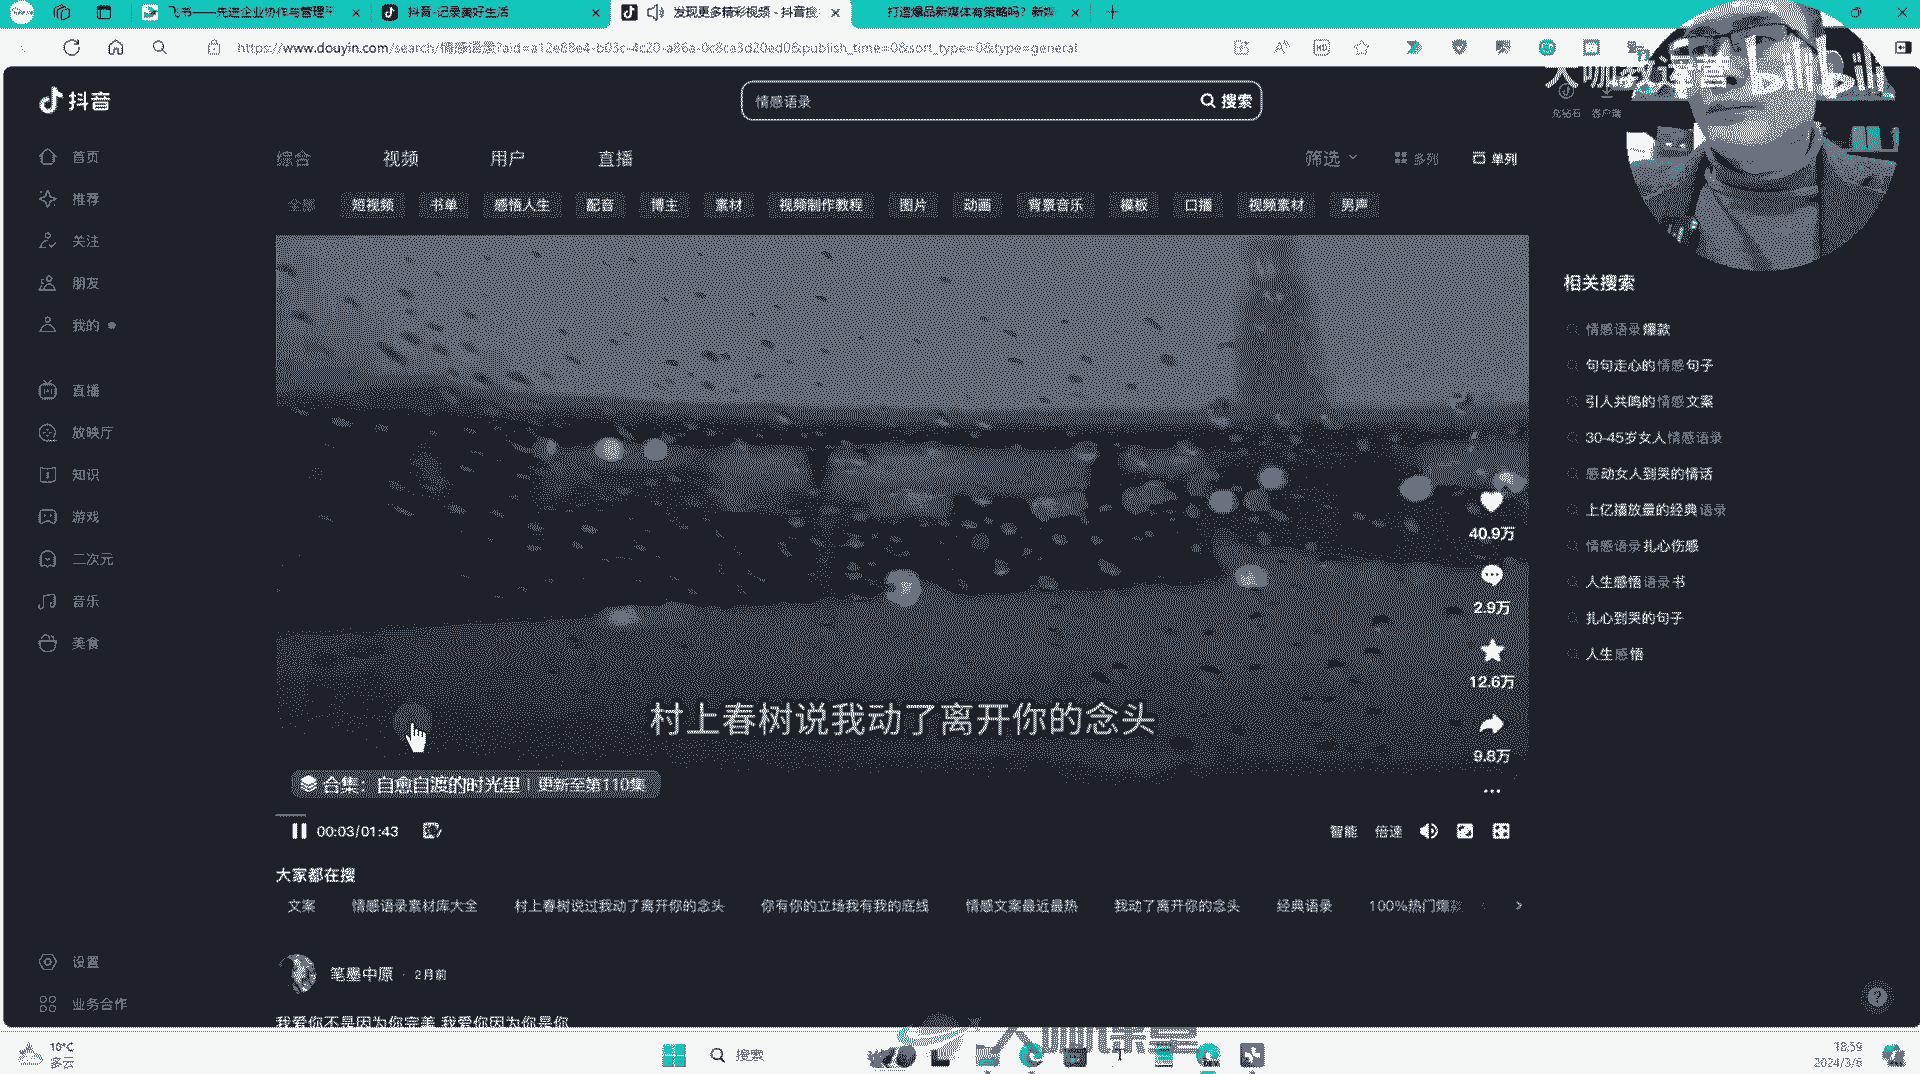 飞书——先进企业协作与管理平
抖音-记录美好生活
发现更多精彩视频 - 抖音搜
打造爆品新媒体有策略吗？新媒
https://www.douyin.com/search/情感语录?aid=a12e88e4-b03c-4c20-a86a-0c8ca3d20ed0&publish_time=0&sort_type=0&type=general
大咖教运营 bilibili
抖音
情感语录
搜索
充钻石 客户端
首页
推荐
关注
朋友
我的
直播
放映厅
知识
游戏
二次元
音乐
美食
设置
业务合作
综合 视频 用户 直播
筛选 多列 单列
全部 短视频 书单 感悟人生 配音 博主 素材 视频制作教程 图片 动画 背景音乐 模板 口播 视频素材 男声
40.9万
2.9万
12.6万
9.8万
村上春树说我动了离开你的念头
合集：自愈自渡的时光里 | 更新至第110集
00:03/01:43
智能 倍速
相关搜索
情感语录爆款
句句走心的情感句子
引人共鸣的情感文案
30-45岁女人情感语录
感动女人到哭的情话
上亿播放量的经典语录
情感语录扎心伤感
人生感悟语录书
扎心到哭的句子
人生感悟
大家都在搜
文案 情感语录素材库大全 村上春树说过我动了离开你的念头 你有你的立场我有我的底线 情感文案最近最热 我动了离开你的念头 经典语录 100%热门爆款
笔墨中原 · 2月前
我爱你不是因为你完美 我爱你因为你是你
大咖课堂
10°C
多云
搜索
18:59
2024/3/6